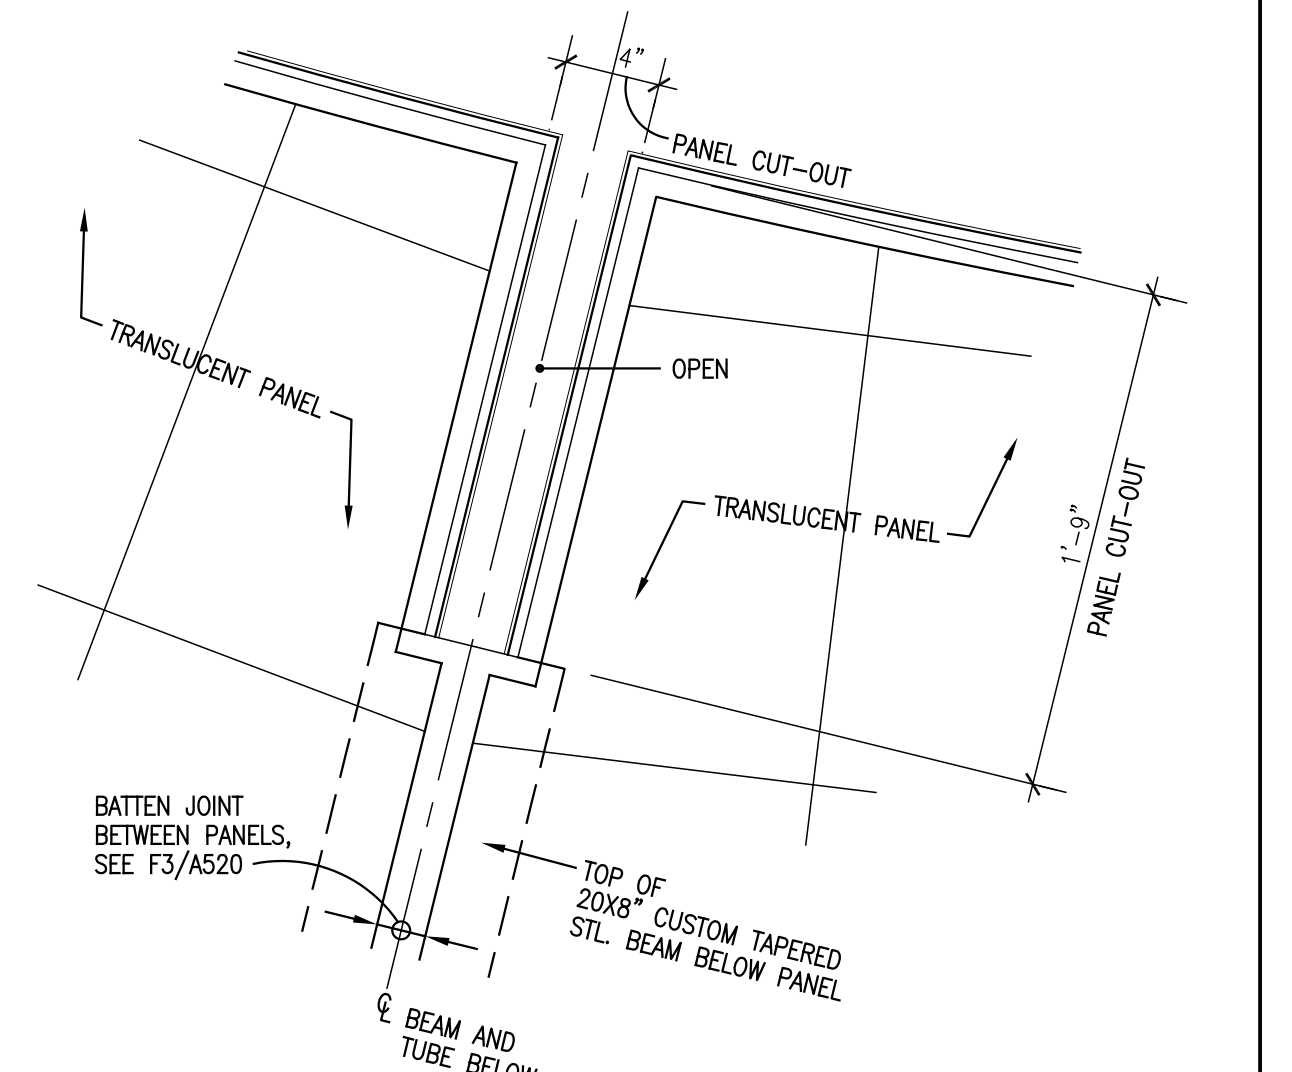 4"
PANEL CUT-OUT
TRANSLUCENT PANEL
OPEN
TRANSLUCENT PANEL
1'-9"
PANEL CUT-OUT
BATTEN JOINT
BETWEEN PANELS,
SEE F3/A520
TOP OF
20X8" CUSTOM TAPERED
STL. BEAM BELOW PANEL
℄ BEAM AND
TUBE BELOW